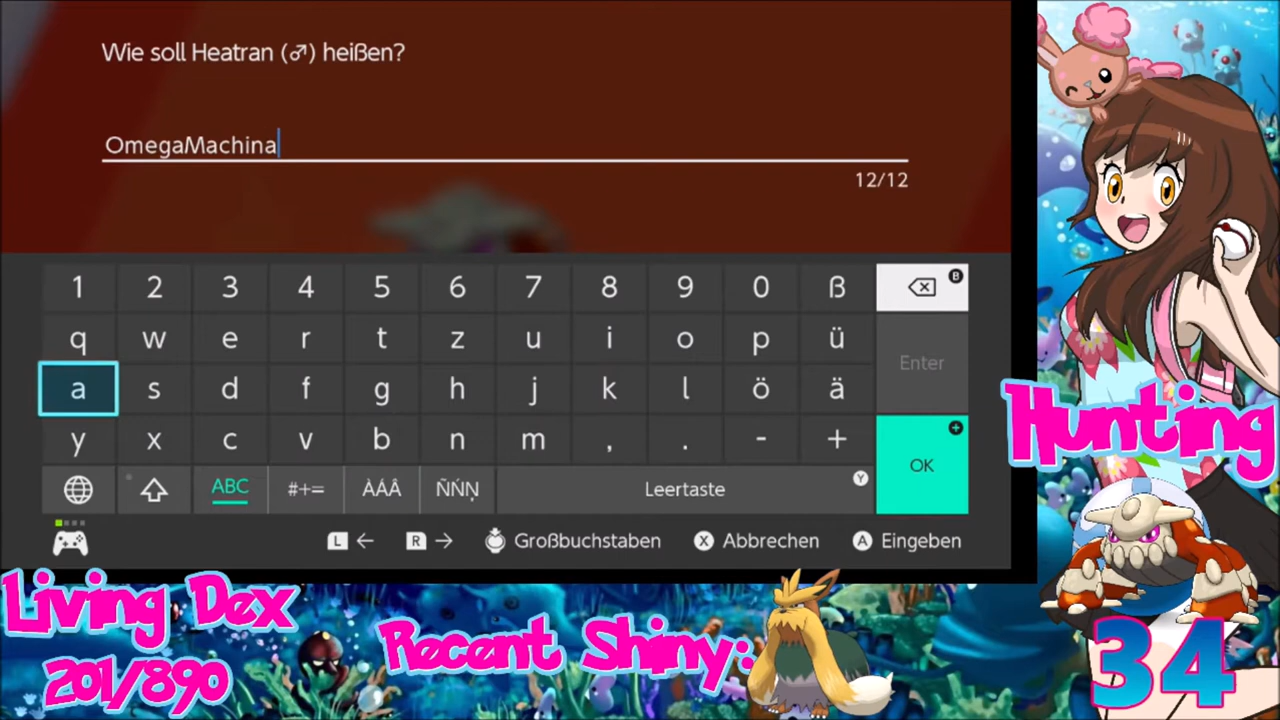 Wie soll Heatran (♂) heißen?
OmegaMachina
12/12
1 2 3 4 5 6 7 8 9 0 ß
B
q w e r t z u i o p ü
Enter
a s d f g h j k l ö ä
y x c v b n m , . - +
OK
ABC #+= ÀÁÂ ÑŃŅ Leertaste Y
L ← R → Großbuchstaben X Abbrechen A Eingeben
Hunting
34
Living Dex
201/890
Recent Shiny: